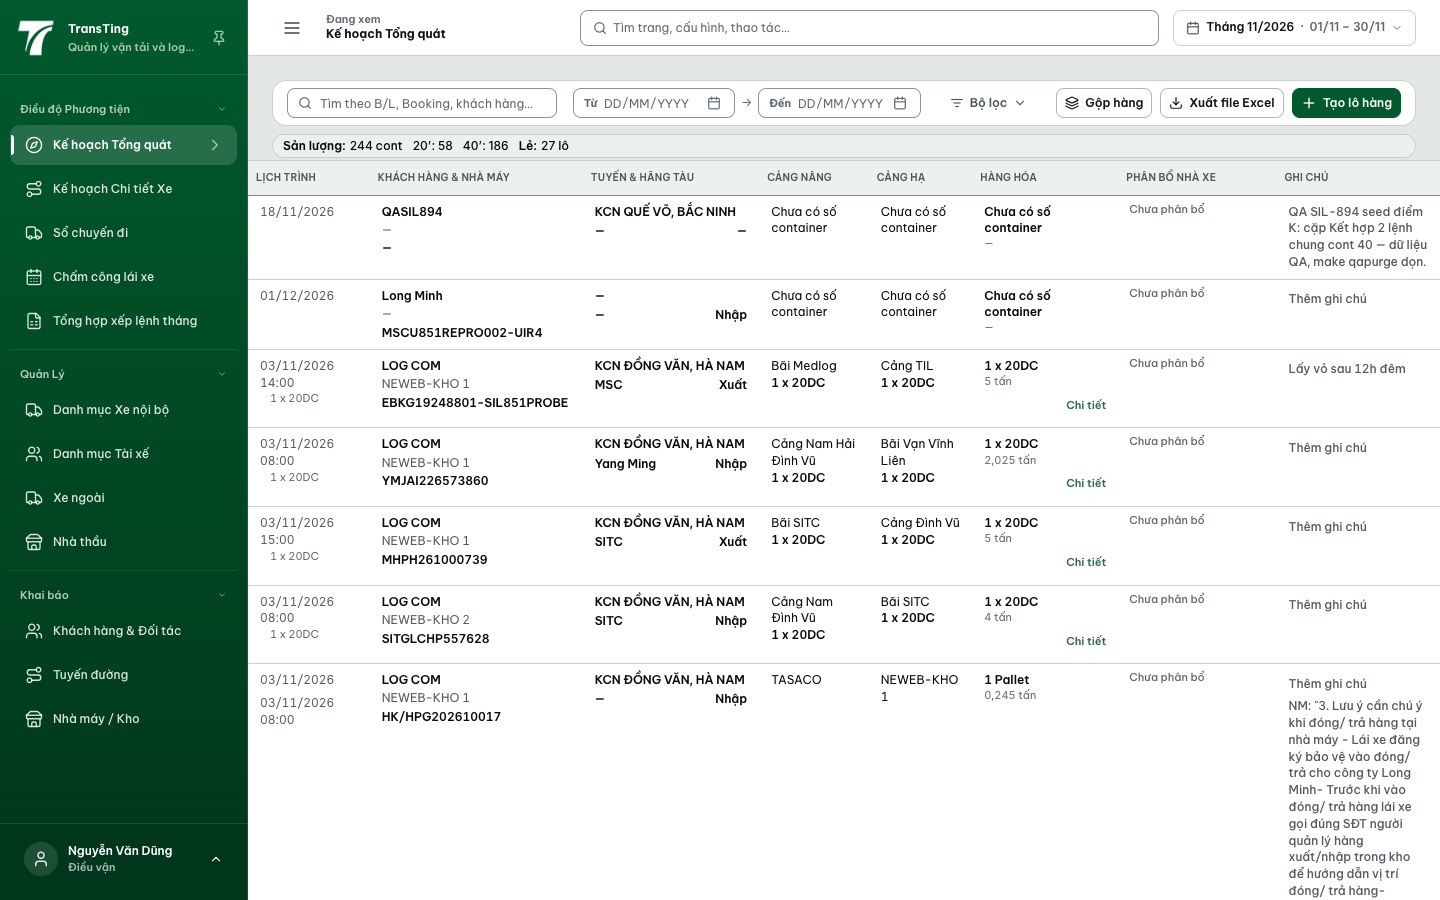 TransTing
Quản lý vận tải và log...
Điều độ Phương tiện
Kế hoạch Tổng quát
Kế hoạch Chi tiết Xe
Sổ chuyến đi
Chấm công lái xe
Tổng hợp xếp lệnh tháng
Quản Lý
Danh mục Xe nội bộ
Danh mục Tài xế
Xe ngoài
Nhà thầu
Khai báo
Khách hàng & Đối tác
Tuyến đường
Nhà máy / Kho
Nguyễn Văn Dũng
Điều vận
Đang xem
Kế hoạch Tổng quát
Tìm trang, cấu hình, thao tác...
Tháng 11/2026 · 01/11 – 30/11
Tìm theo B/L, Booking, khách hàng...
Từ DD/MM/YYYY → Đến DD/MM/YYYY
Bộ lọc
Gộp hàng
Xuất file Excel
Tạo lô hàng
Sản lượng: 244 cont 20': 58 40': 186 Lẻ: 27 lô
LỊCH TRÌNH KHÁCH HÀNG & NHÀ MÁY TUYẾN & HÃNG TÀU CẢNG NÂNG CẢNG HẠ HÀNG HÓA PHÂN BỔ NHÀ XE GHI CHÚ
18/11/2026
QASIL894
—
—
KCN QUẾ VÕ, BẮC NINH
— —
Chưa có số
container
Chưa có số
container
Chưa có số
container
—
Chưa phân bổ
QA SIL-894 seed điểm
K: cặp Kết hợp 2 lệnh
chung cont 40 — dữ liệu
QA, make qapurge dọn.
01/12/2026
Long Minh
—
MSCU851REPRO002-UIR4
—
— Nhập
Chưa có số
container
Chưa có số
container
Chưa có số
container
—
Chưa phân bổ
Thêm ghi chú
03/11/2026
14:00
1 x 20DC
LOG COM
NEWEB-KHO 1
EBKG19248801-SIL851PROBE
KCN ĐỒNG VĂN, HÀ NAM
MSC Xuất
Bãi Medlog
1 x 20DC
Cảng TIL
1 x 20DC
1 x 20DC
5 tấn
Chi tiết
Chưa phân bổ
Lấy vỏ sau 12h đêm
03/11/2026
08:00
1 x 20DC
LOG COM
NEWEB-KHO 1
YMJAI226573860
KCN ĐỒNG VĂN, HÀ NAM
Yang Ming Nhập
Cảng Nam Hải
Đình Vũ
1 x 20DC
Bãi Vạn Vĩnh
Liên
1 x 20DC
1 x 20DC
2,025 tấn
Chi tiết
Chưa phân bổ
Thêm ghi chú
03/11/2026
15:00
1 x 20DC
LOG COM
NEWEB-KHO 1
MHPH261000739
KCN ĐỒNG VĂN, HÀ NAM
SITC Xuất
Bãi SITC
1 x 20DC
Cảng Đình Vũ
1 x 20DC
1 x 20DC
5 tấn
Chi tiết
Chưa phân bổ
Thêm ghi chú
03/11/2026
08:00
1 x 20DC
LOG COM
NEWEB-KHO 2
SITGLCHP557628
KCN ĐỒNG VĂN, HÀ NAM
SITC Nhập
Cảng Nam
Đình Vũ
1 x 20DC
Bãi SITC
1 x 20DC
1 x 20DC
4 tấn
Chi tiết
Chưa phân bổ
Thêm ghi chú
03/11/2026
03/11/2026
08:00
LOG COM
NEWEB-KHO 1
HK/HPG202610017
KCN ĐỒNG VĂN, HÀ NAM
— Nhập
TASACO
NEWEB-KHO
1
1 Pallet
0,245 tấn
Chưa phân bổ
Thêm ghi chú
NM: "3. Lưu ý cần chú ý
khi đóng/ trả hàng tại
nhà máy - Lái xe đăng
ký bảo vệ vào đóng/
trả cho công ty Long
Minh- Trước khi vào
đóng/ trả hàng lái xe
gọi đúng SĐT người
quản lý hàng
xuất/nhập trong kho
để hướng dẫn vị trí
đóng/ trả hàng-